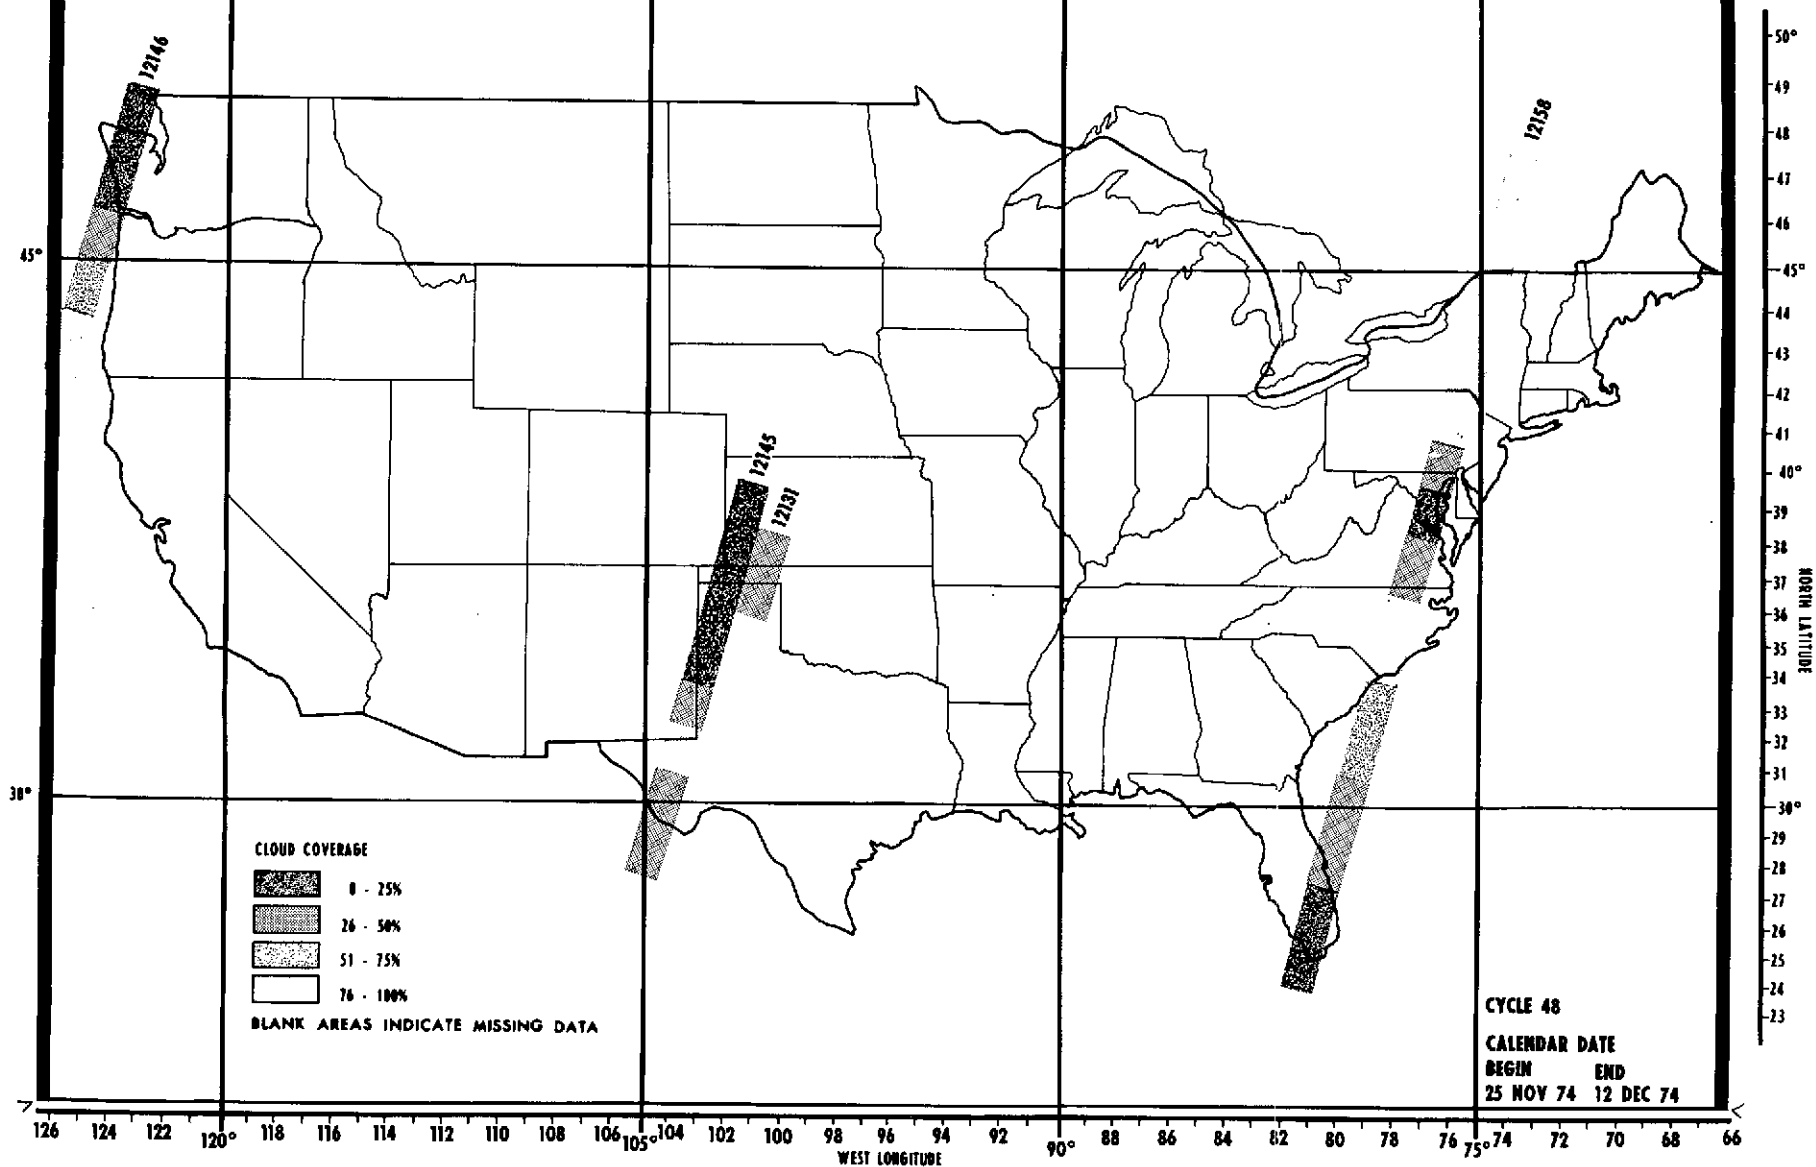 12146
12158
12145
12131
50°
49
48
47
46
45°
44
43
42
41
40°
39
38
37
36
35
34
33
32
31
30°
29
28
27
26
25
24
23
NORTH LATITUDE
45°
30°
CLOUD COVERAGE
0 - 25%
26 - 50%
51 - 75%
76 - 100%
BLANK AREAS INDICATE MISSING DATA
CYCLE 48
CALENDAR DATE
BEGIN END
25 NOV 74 12 DEC 74
126 124 122 120° 118 116 114 112 110 108 106 105° 104 102 100 98 96 94 92 90° 88 86 84 82 80 78 76 75° 74 72 70 68 66
WEST LONGITUDE